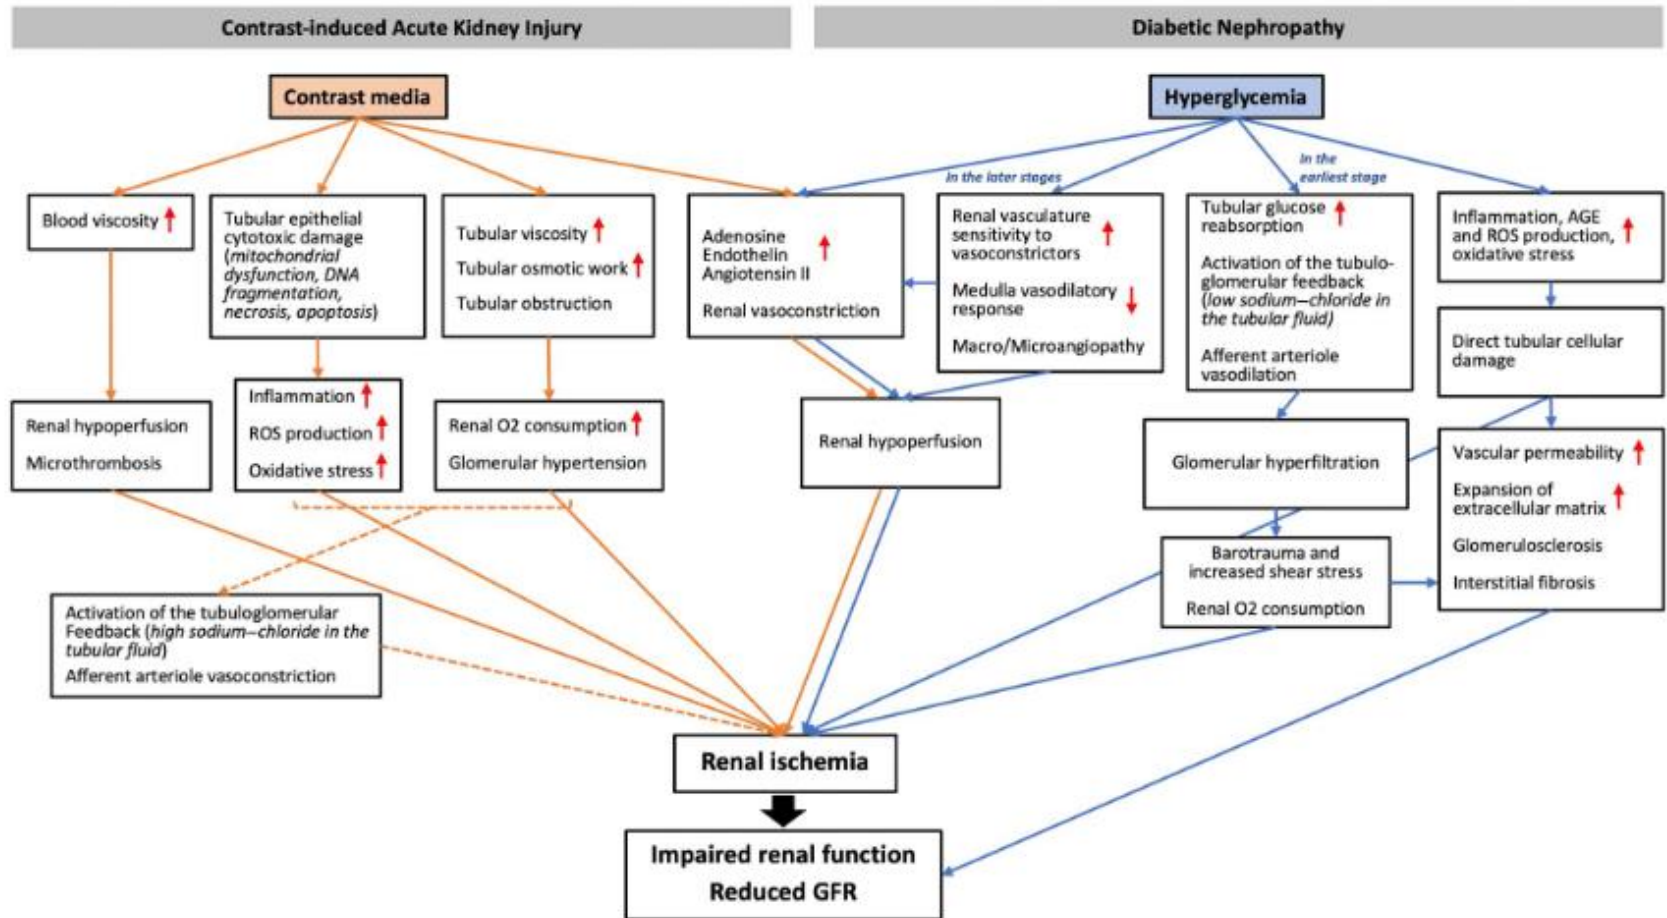 Contrast-induced Acute Kidney Injury
Diabetic Nephropathy
Contrast media
Hyperglycemia
In the later stages
In the
earliest stage
Blood viscosity
Tubular epithelial
cytotoxic damage
(mitochondrial
dysfunction, DNA
fragmentation,
necrosis, apoptosis)
Tubular viscosity
Tubular osmotic work
Tubular obstruction
Adenosine
Endothelin
Angiotensin II
Renal vasoconstriction
Renal vasculature
sensitivity to
vasoconstrictors
Medulla vasodilatory
response
Macro/Microangiopathy
Tubular glucose
reabsorption
Activation of the tubulo-
glomerular feedback
(low sodium–chloride in
the tubular fluid)
Afferent arteriole
vasodilation
Inflammation, AGE
and ROS production,
oxidative stress
Direct tubular cellular
damage
Renal hypoperfusion
Microthrombosis
Inflammation
ROS production
Oxidative stress
Renal O2 consumption
Glomerular hypertension
Renal hypoperfusion
Glomerular hyperfiltration
Vascular permeability
Expansion of
extracellular matrix
Glomerulosclerosis
Interstitial fibrosis
Barotrauma and
increased shear stress
Renal O2 consumption
Activation of the tubuloglomerular
Feedback (high sodium–chloride in the
tubular fluid)
Afferent arteriole vasoconstriction
Renal ischemia
Impaired renal function
Reduced GFR